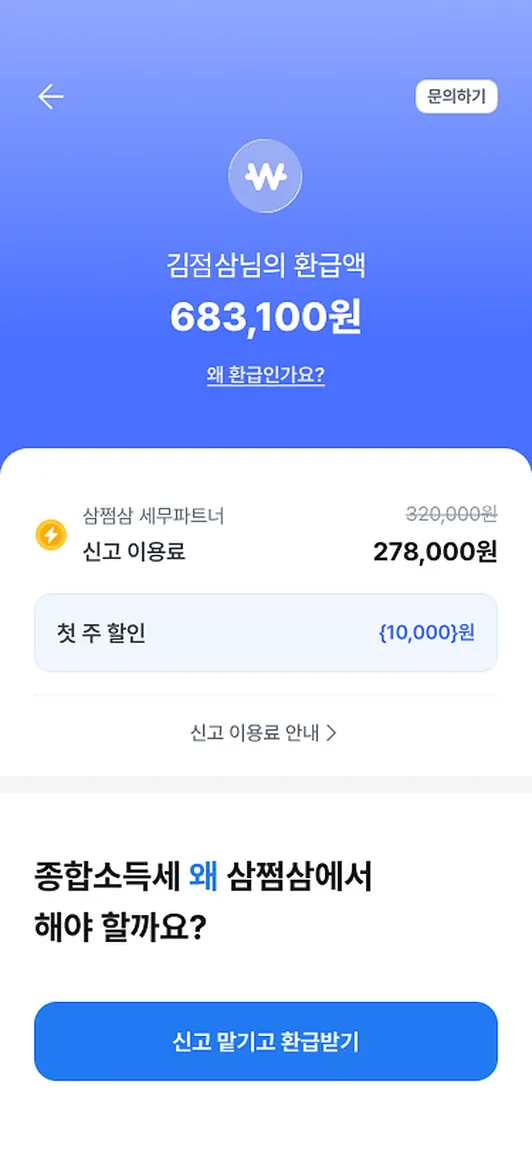 문의하기
김점삼님의 환급액
683,100원
왜 환급인가요?
삼쩜삼 세무파트너
320,000원
신고 이용료
278,000원
첫 주 할인
{10,000}원
신고 이용료 안내
종합소득세 왜 삼쩜삼에서
해야 할까요?
신고 맡기고 환급받기